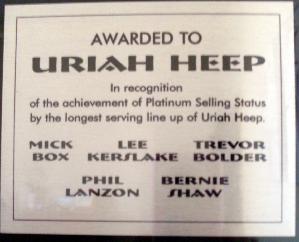 AWARDED TO
URIAH HEEP
In recognition
of the achievement of Platinum Selling Status
by the longest serving line up of Uriah Heep.
MICK LEE TREVOR
BOX KERSLAKE BOLDER
PHIL BERNIE
LANZON SHAW